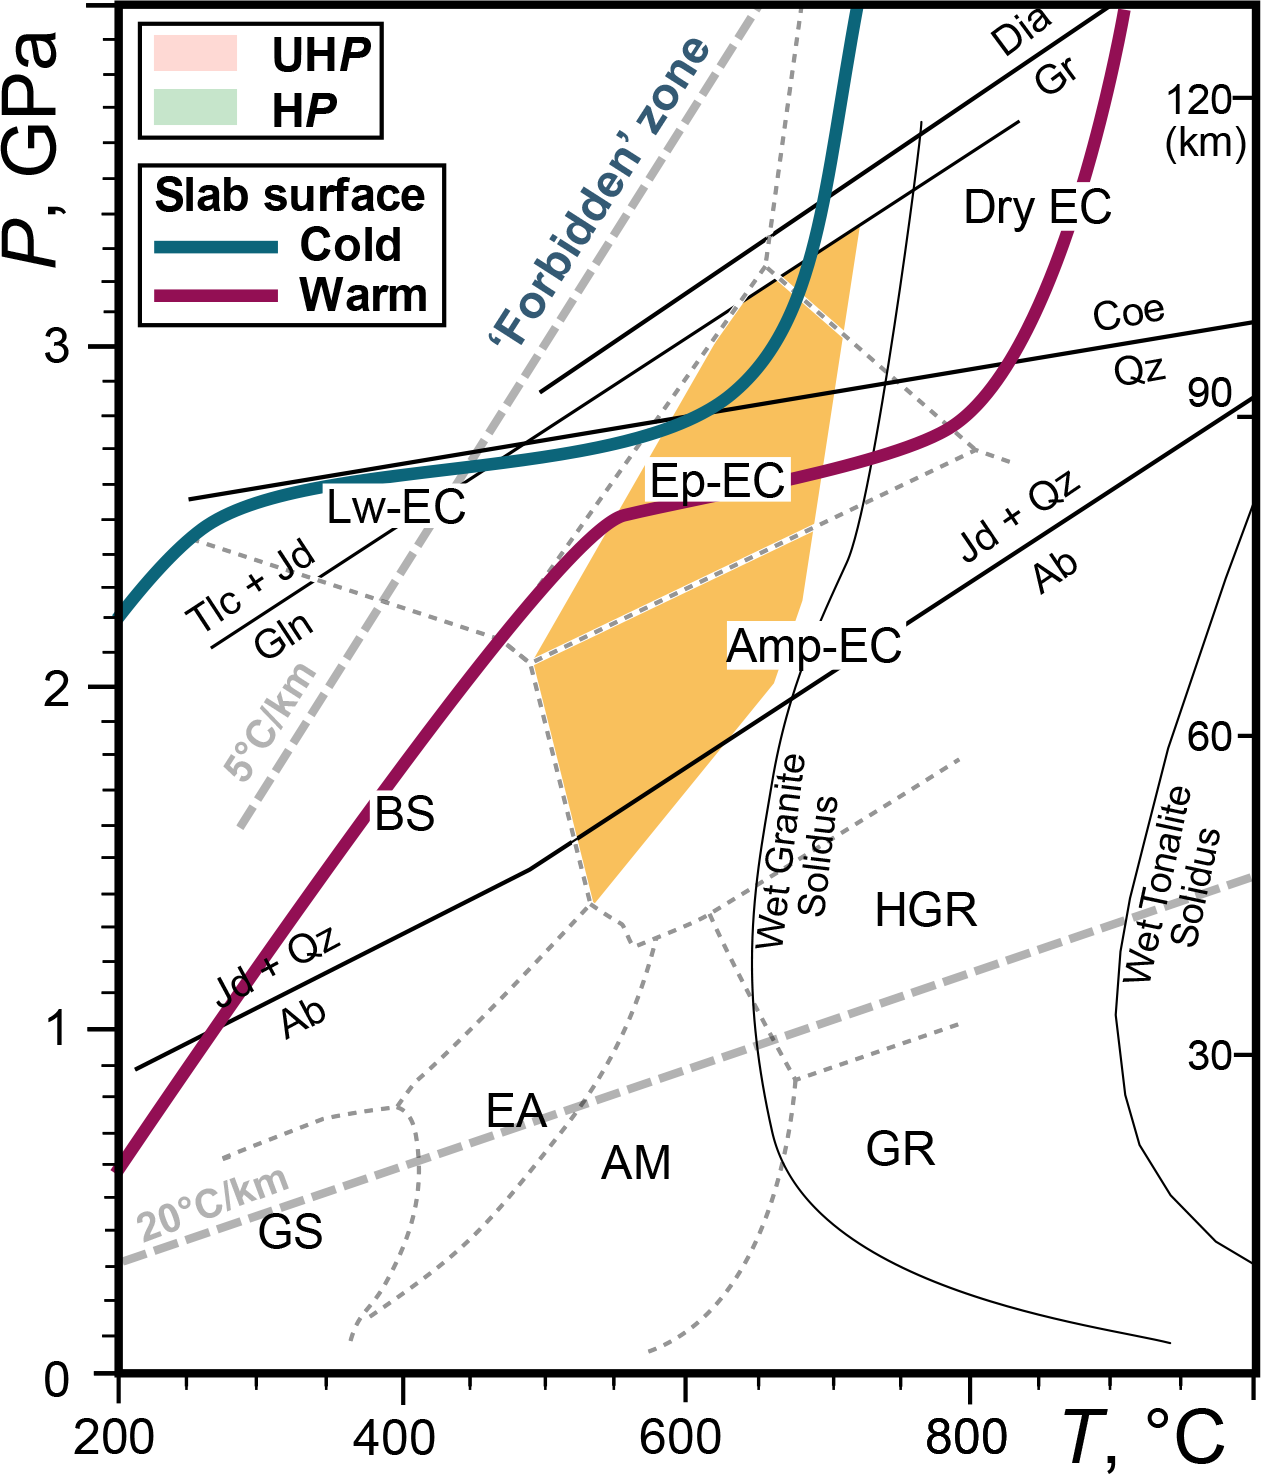 P, GPa
UHP
HP
Slab surface
Cold
Warm
'Forbidden' zone
Dia
Gr
120
(km)
Dry EC
Coe
Qz
3
90
Ep-EC
Lw-EC
Jd + Qz
Ab
Tlc + Jd
Gln
Amp-EC
2
5°C/km
60
BS
Wet Granite
Solidus
Wet Tonalite
Solidus
HGR
Jd + Qz
Ab
1
30
EA
AM
GR
20°C/km
GS
0
200
400
600
800
T, °C